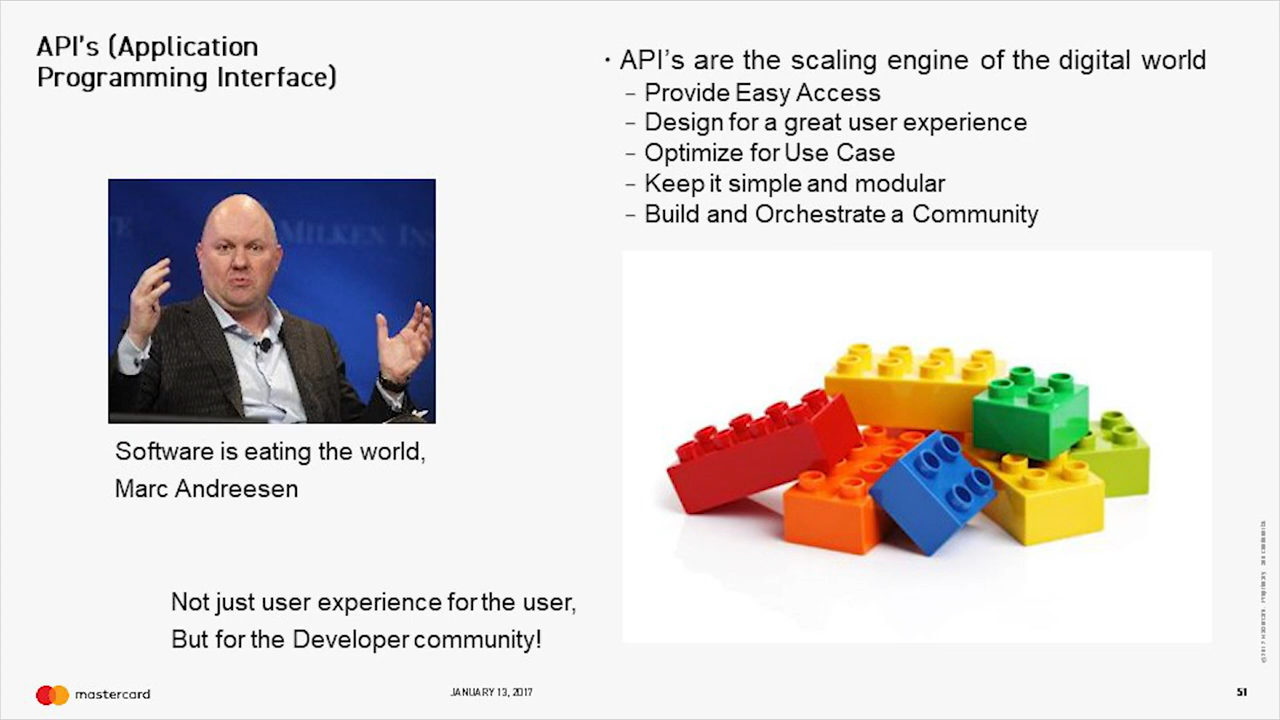 API's (Application
Programming Interface)
· API's are the scaling engine of the digital world
– Provide Easy Access
– Design for a great user experience
– Optimize for Use Case
– Keep it simple and modular
– Build and Orchestrate a Community
MILKEN INS
Software is eating the world,
Marc Andreesen
Not just user experience for the user,
But for the Developer community!
mastercard
JANUARY 13, 2017
51